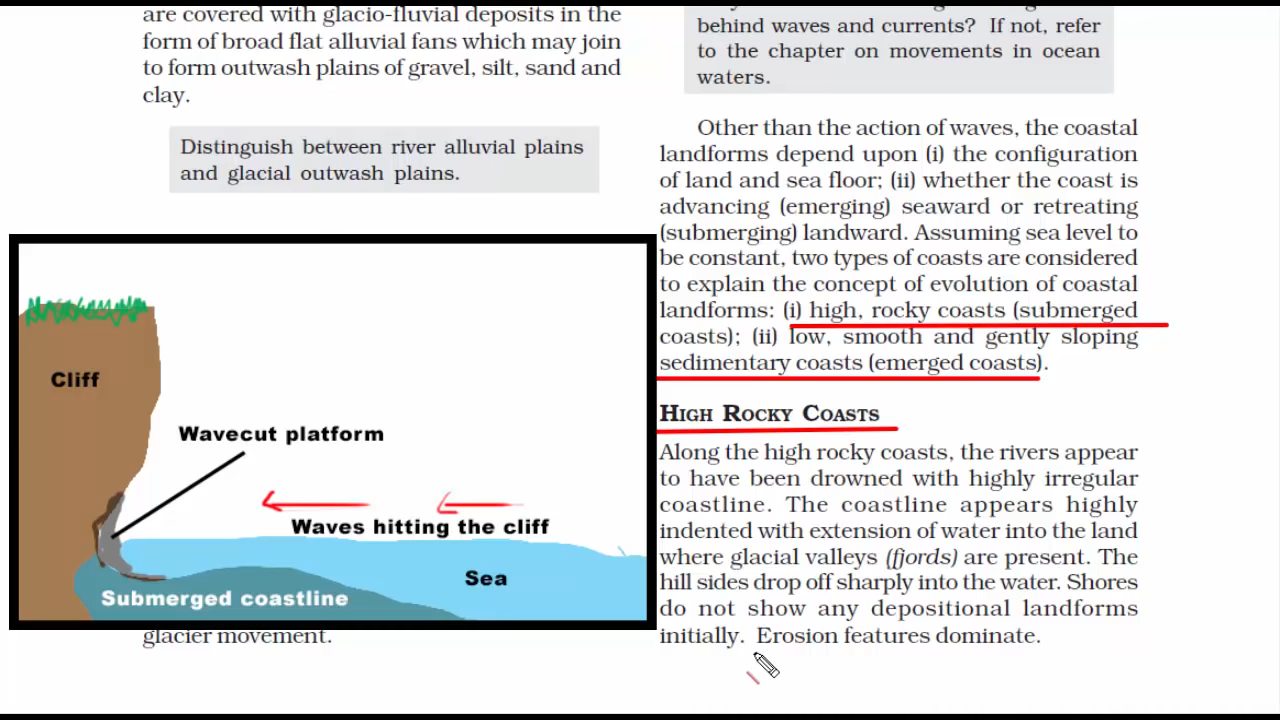 are covered with glacio-fluvial deposits in the
form of broad flat alluvial fans which may join
to form outwash plains of gravel, silt, sand and
clay.
Distinguish between river alluvial plains
and glacial outwash plains.
Cliff
Wavecut platform
Waves hitting the cliff
Sea
Submerged coastline
glacier movement.
behind waves and currents? If not, refer
to the chapter on movements in ocean
waters.
Other than the action of waves, the coastal
landforms depend upon (i) the configuration
of land and sea floor; (ii) whether the coast is
advancing (emerging) seaward or retreating
(submerging) landward. Assuming sea level to
be constant, two types of coasts are considered
to explain the concept of evolution of coastal
landforms: (i) high, rocky coasts (submerged
coasts); (ii) low, smooth and gently sloping
sedimentary coasts (emerged coasts).
HIGH ROCKY COASTS
Along the high rocky coasts, the rivers appear
to have been drowned with highly irregular
coastline. The coastline appears highly
indented with extension of water into the land
where glacial valleys (fjords) are present. The
hill sides drop off sharply into the water. Shores
do not show any depositional landforms
initially. Erosion features dominate.